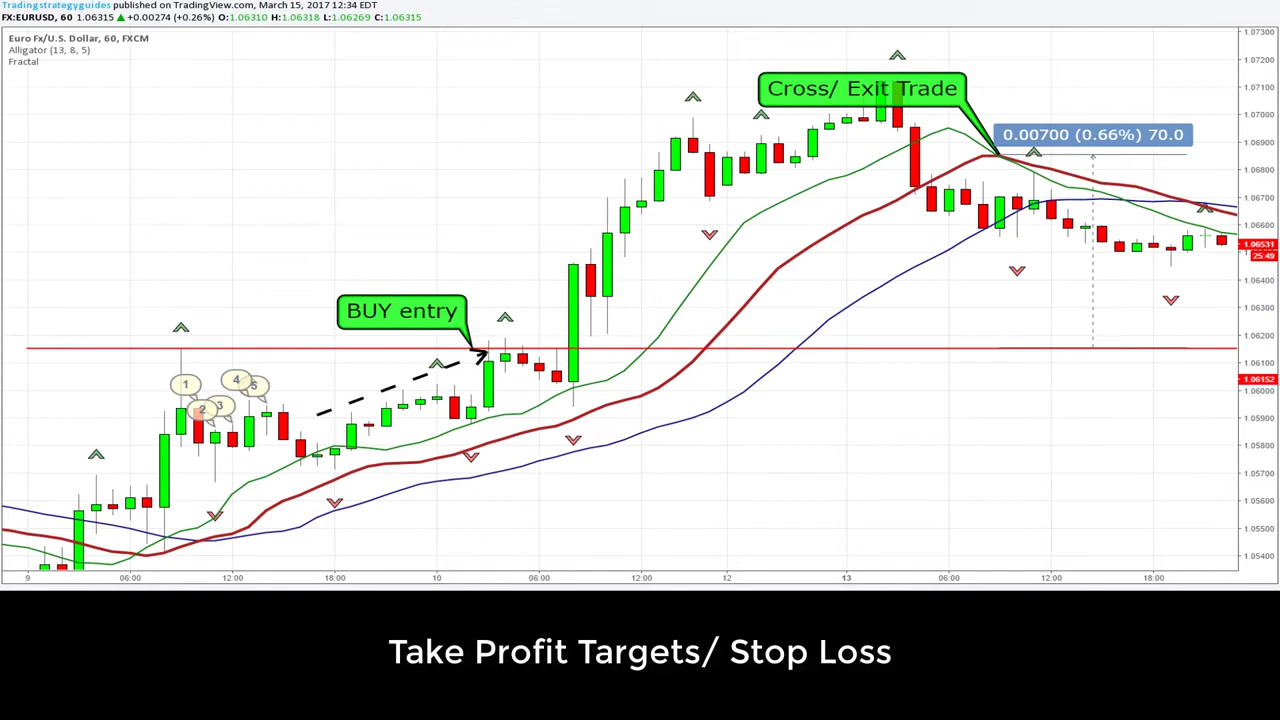 Tradingstrategyguides published on TradingView.com, March 15, 2017 12:34 EDT
FX:EURUSD, 60 1.06315 ▲ +0.00274 (+0.26%) O:1.06310 H:1.06318 L:1.06269 C:1.06315
Euro Fx/U.S. Dollar, 60, FXCM
Alligator (13, 8, 5)
Fractal
Cross/ Exit Trade
0.00700 (0.66%) 70.0
BUY entry
1
2
3
4
5
1.07300
1.07200
1.07100
1.07000
1.06900
1.06800
1.06700
1.06600
1.06531
25:49
1.06400
1.06300
1.06200
1.06100
1.06152
1.06000
1.05900
1.05800
1.05700
1.05600
1.05500
1.05400
9 06:00 12:00 18:00 10 06:00 12:00 12 06:00 12:00 13 06:00 12:00 18:00
Take Profit Targets/ Stop Loss